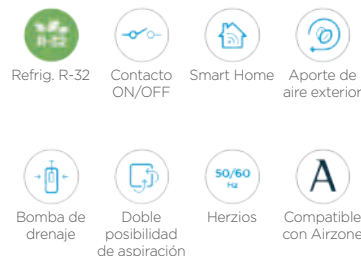 R-32
Refrig. R-32
Contacto
ON/OFF
Smart Home
Aporte de
aire exterior
50/60
Hz
A
Bomba de
drenaje
Doble
posibilidad
de aspiración
Herzios
Compatible
con Airzone